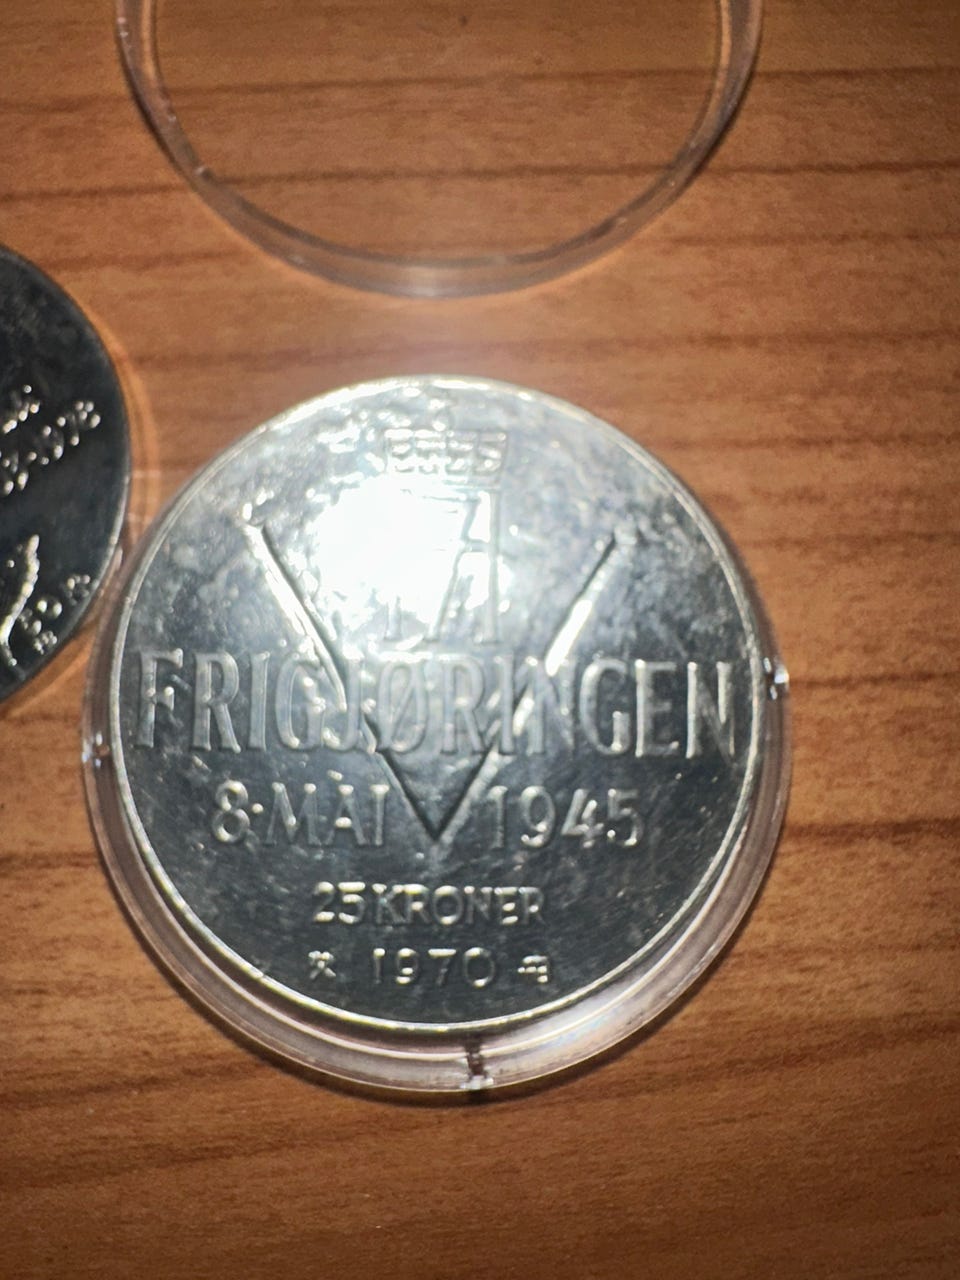 FRIGJØRINGEN
8·MAI 1945
25 KRONER
1970